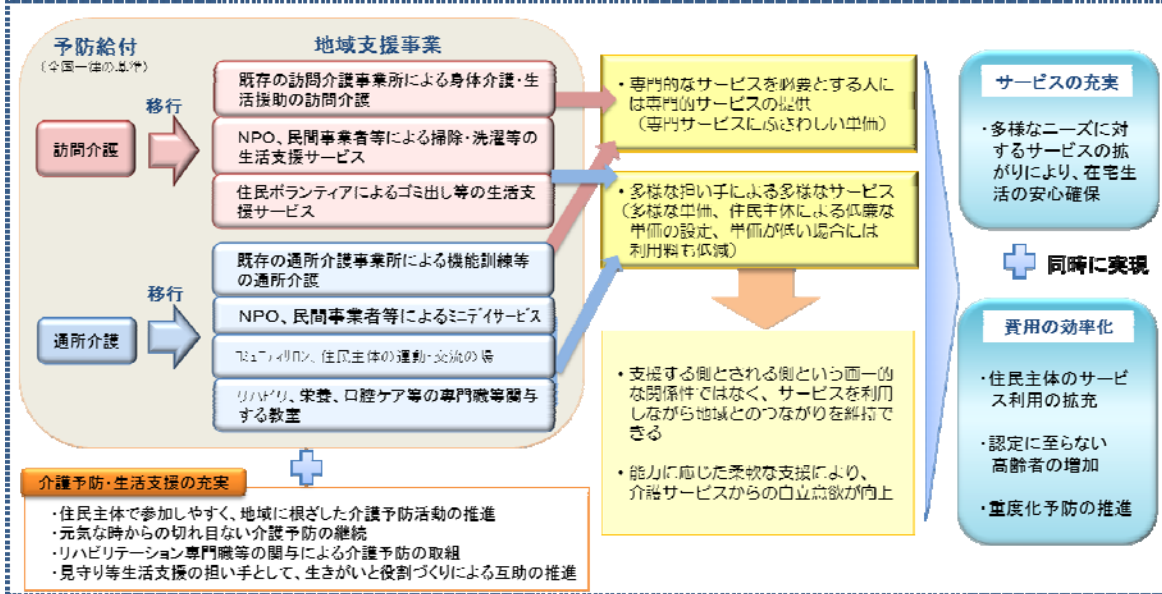 予防給付
(全国一律の基準)
地域支援事業
移行
訪問介護
既存の訪問介護事業所による身体介護・生
活援助の訪問介護
NPO、民間事業者等による掃除・洗濯等の
生活支援サービス
住民ボランティアによるゴミ出し等の生活支
援サービス
移行
通所介護
既存の通所介護事業所による機能訓練等
の通所介護
NPO、民間事業者等によるミニデイサービス
コミュニティサロン、住民主体の運動・交流の場
リハビリ、栄養、口腔ケア等の専門職等関与
する教室
介護予防・生活支援の充実
・住民主体で参加しやすく、地域に根ざした介護予防活動の推進
・元気な時からの切れ目ない介護予防の継続
・リハビリテーション専門職等の関与による介護予防の取組
・見守り等生活支援の担い手として、生きがいと役割づくりによる互助の推進
・専門的なサービスを必要とする人に
は専門的サービスの提供
(専門サービスにふさわしい単価)
・多様な担い手による多様なサービス
(多様な単価、住民主体による低廉な
単価の設定、単価が低い場合には
利用料も低減)
・支援する側とされる側という画一的
な関係性ではなく、サービスを利用
しながら地域とのつながりを維持で
きる
・能力に応じた柔軟な支援により、
介護サービスからの自立意欲が向上
サービスの充実
・多様なニーズに対
するサービスの拡
がりにより、在宅生
活の安心確保
同時に実現
費用の効率化
・住民主体のサービ
ス利用の拡充
・認定に至らない
高齢者の増加
・重度化予防の推進